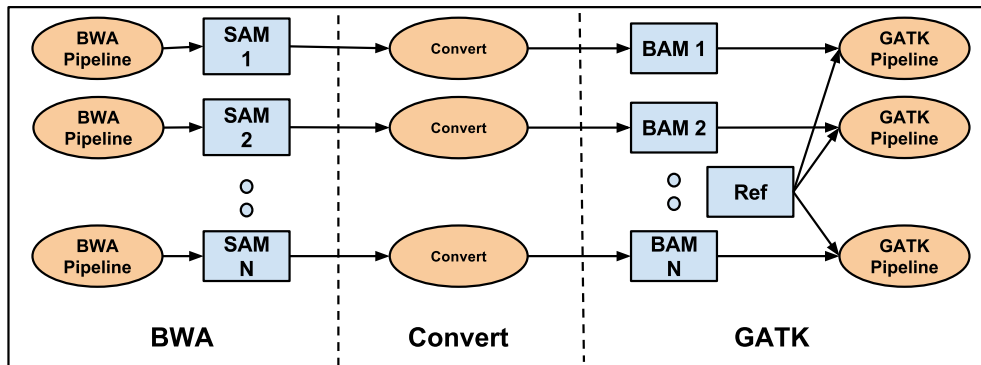 BWA
Pipeline
SAM
1
Convert
BAM 1
GATK
Pipeline
BWA
Pipeline
SAM
2
Convert
BAM 2
GATK
Pipeline
Ref
BWA
Pipeline
SAM
N
Convert
BAM
N
GATK
Pipeline
BWA
Convert
GATK